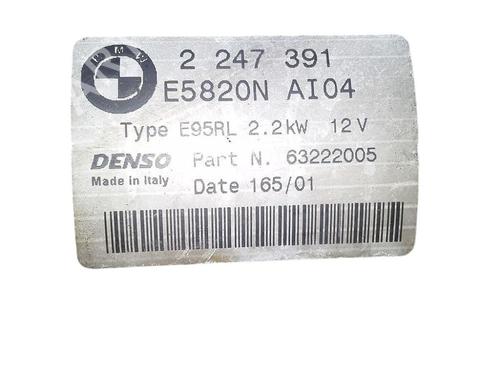 BMW
2 247 391
E5820N AI04
Type E95RL 2.2kW 12V
DENSO Part N. 63222005
Made in Italy
Date 165/01